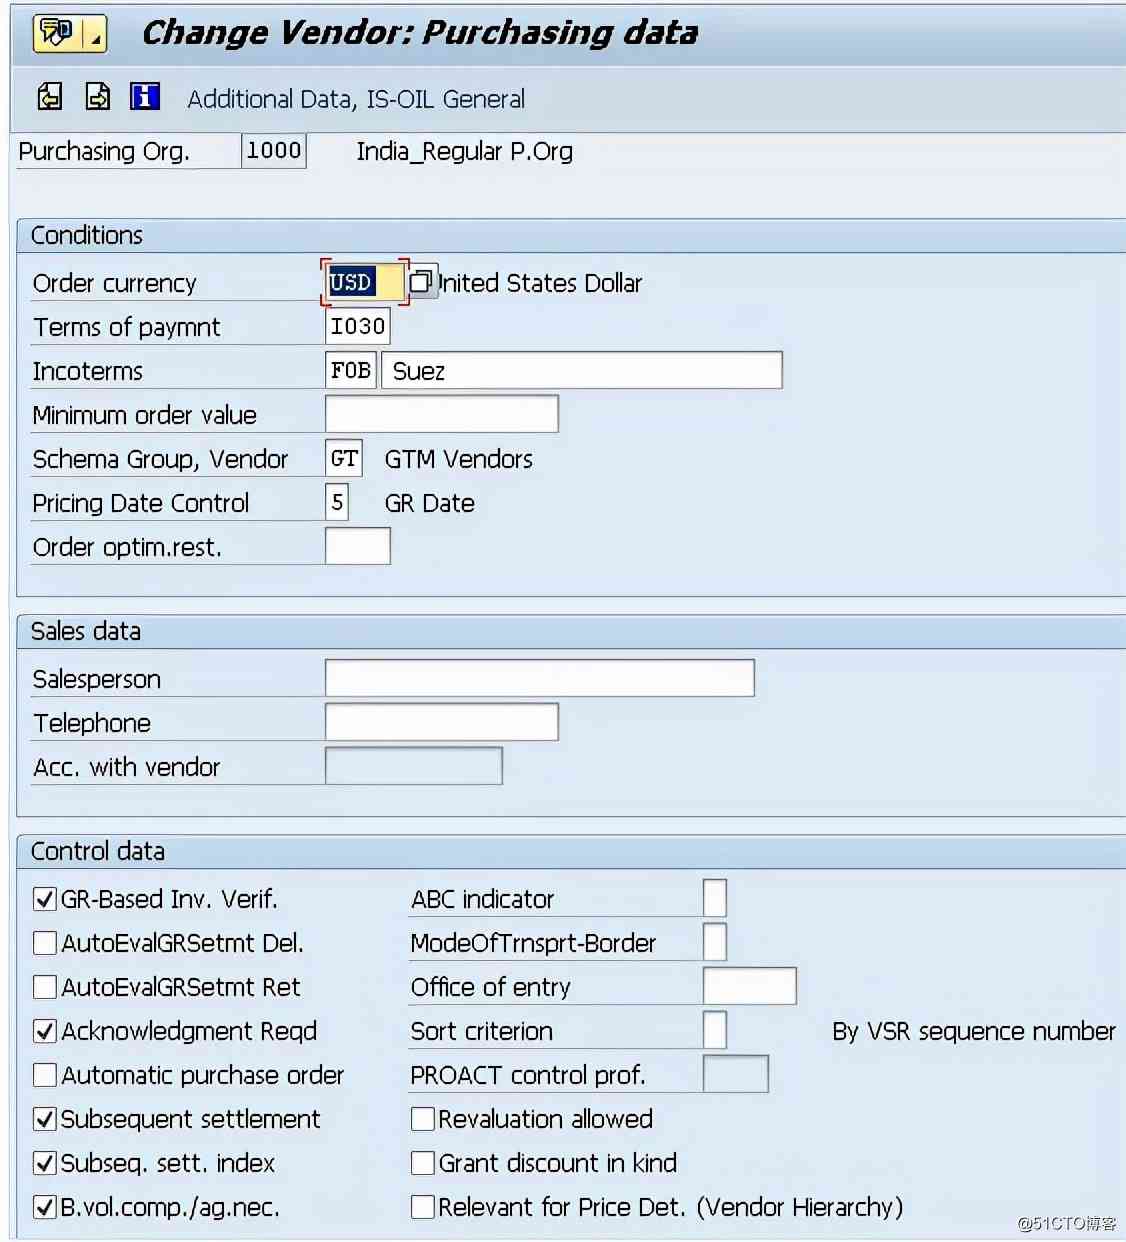 Change Vendor: Purchasing data
Additional Data, IS-OIL General
Purchasing Org. 1000 India_Regular P.Org
Conditions
Order currency USD nited States Dollar
Terms of paymnt I030
Incoterms FOB Suez
Minimum order value
Schema Group, Vendor GT GTM Vendors
Pricing Date Control 5 GR Date
Order optim.rest.
Sales data
Salesperson
Telephone
Acc. with vendor
Control data
GR-Based Inv. Verif. ABC indicator
AutoEvalGRSetmt Del. ModeOfTrnsprt-Border
AutoEvalGRSetmt Ret Office of entry
Acknowledgment Reqd Sort criterion By VSR sequence number
Automatic purchase order PROACT control prof.
Subsequent settlement Revaluation allowed
Subseq. sett. index Grant discount in kind
B.vol.comp./ag.nec. Relevant for Price Det. (Vendor Hierarchy)
@51CTO博客